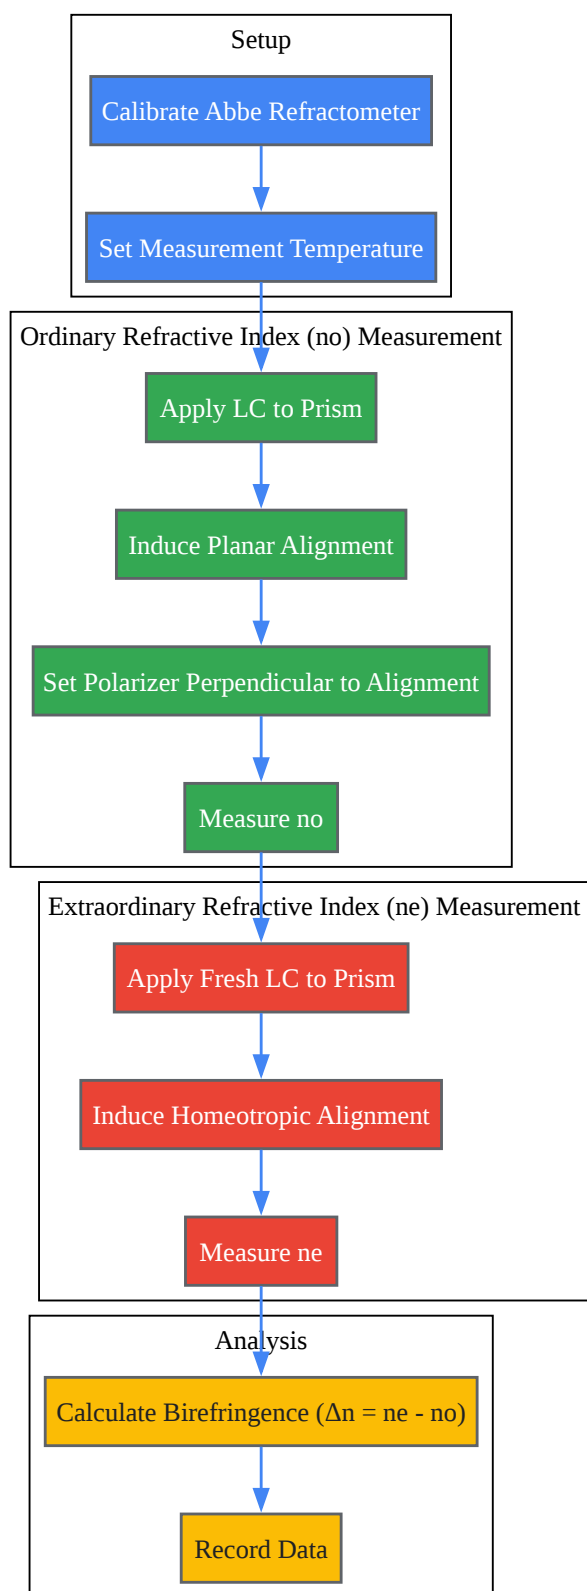 Setup
Calibrate Abbe Refractometer
Set Measurement Temperature
Ordinary Refractive Index (no) Measurement
Apply LC to Prism
Induce Planar Alignment
Set Polarizer Perpendicular to Alignment
Measure no
Extraordinary Refractive Index (ne) Measurement
Apply Fresh LC to Prism
Induce Homeotropic Alignment
Measure ne
Analysis
Calculate Birefringence (Δn = ne - no)
Record Data